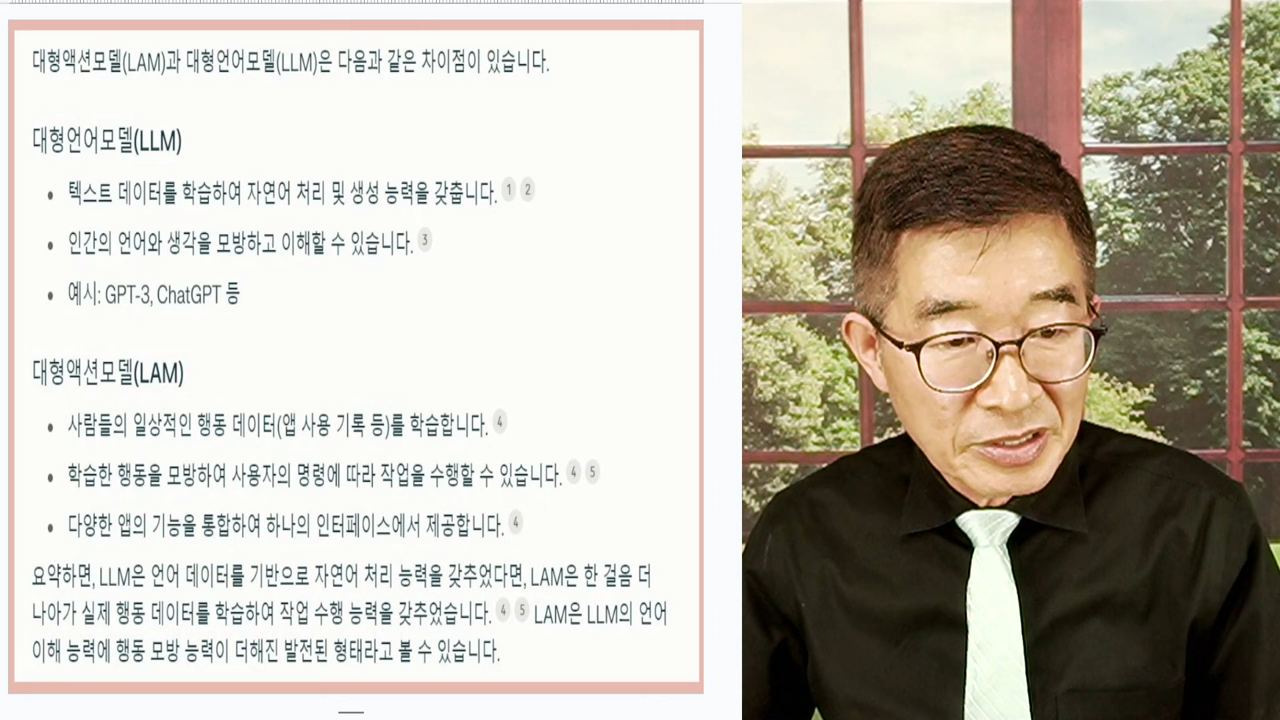 대형액션모델(LAM)과 대형언어모델(LLM)은 다음과 같은 차이점이 있습니다.
대형언어모델(LLM)
• 텍스트 데이터를 학습하여 자연어 처리 및 생성 능력을 갖춥니다. 1 2
• 인간의 언어와 생각을 모방하고 이해할 수 있습니다. 3
• 예시: GPT-3, ChatGPT 등
대형액션모델(LAM)
• 사람들의 일상적인 행동 데이터(앱 사용 기록 등)를 학습합니다. 4
• 학습한 행동을 모방하여 사용자의 명령에 따라 작업을 수행할 수 있습니다. 4 5
• 다양한 앱의 기능을 통합하여 하나의 인터페이스에서 제공합니다. 4
요약하면, LLM은 언어 데이터를 기반으로 자연어 처리 능력을 갖추었다면, LAM은 한 걸음 더
나아가 실제 행동 데이터를 학습하여 작업 수행 능력을 갖추었습니다. 4 5 LAM은 LLM의 언어
이해 능력에 행동 모방 능력이 더해진 발전된 형태라고 볼 수 있습니다.